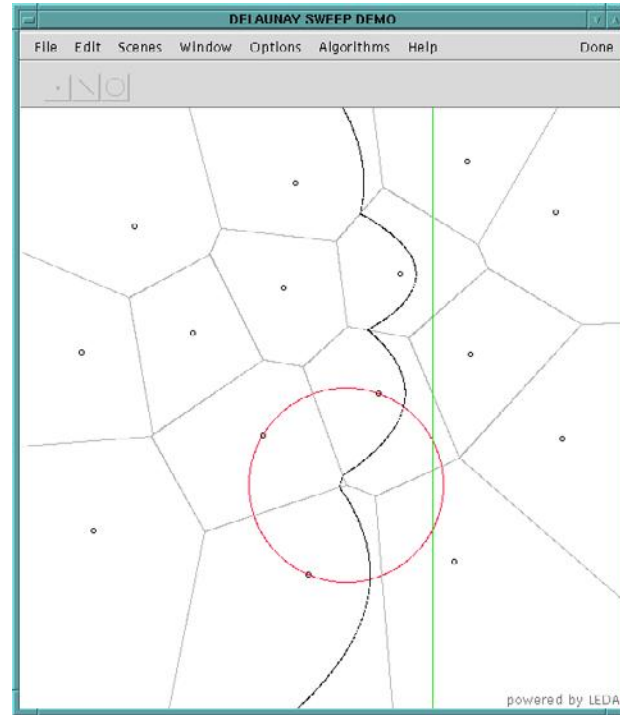 DELAUNAY SWEEP DEMO
File Edit Scenes Window Options Algorithms Help Done
powered by LEDA